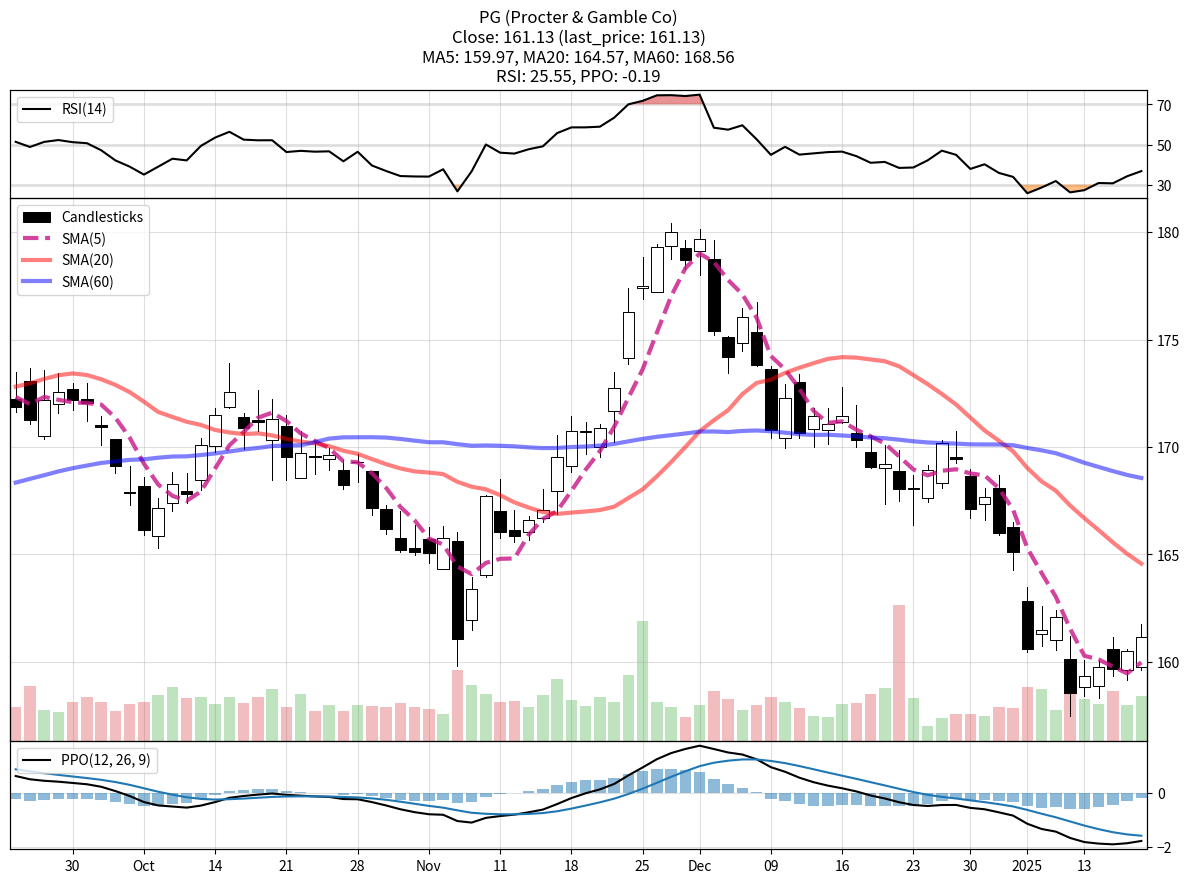 PG (Procter & Gamble Co)
Close: 161.13 (last_price: 161.13)
MA5: 159.97, MA20: 164.57, MA60: 168.56
RSI: 25.55, PPO: -0.19
RSI(14)
70
50
30
Candlesticks
SMA(5)
SMA(20)
SMA(60)
180
175
170
165
160
PPO(12, 26, 9)
0
−2
30 Oct 14 21 28 Nov 11 18 25 Dec 09 16 23 30 2025 13